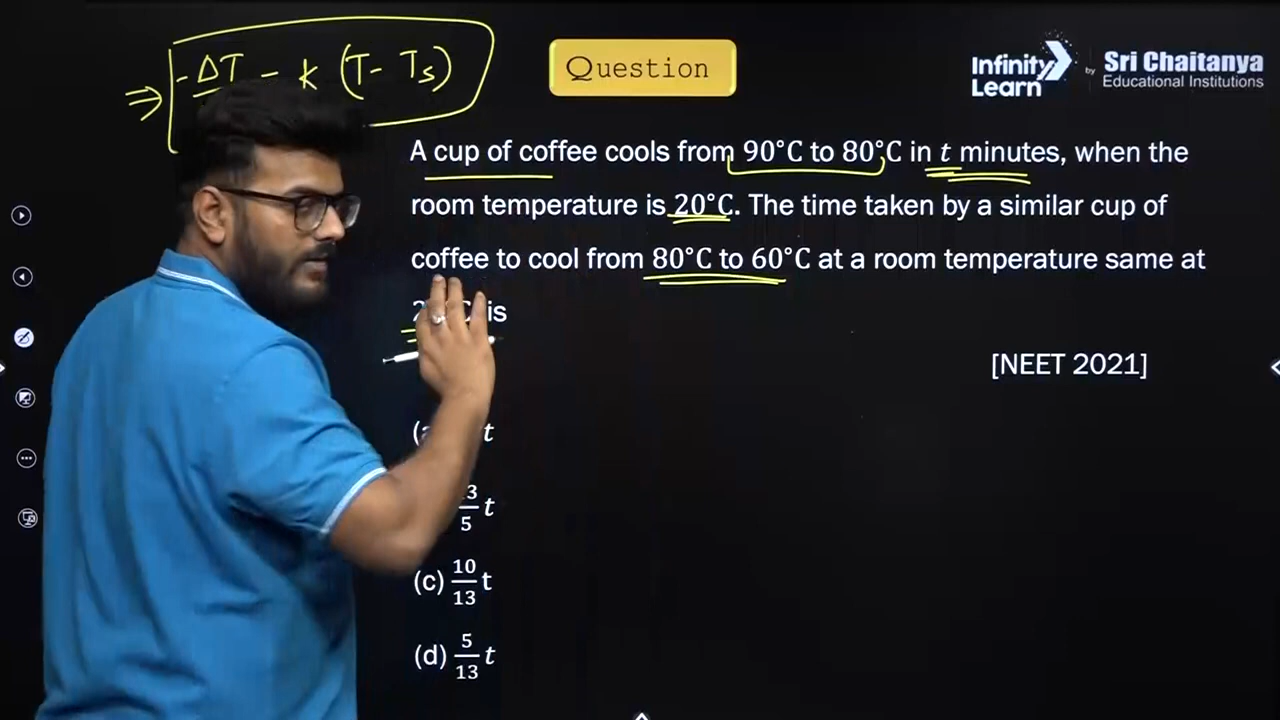 ⇒ -ΔT = k (T- Ts)
Question
Infinity Learn by Sri Chaitanya Educational Institutions
A cup of coffee cools from 90°C to 80°C in t minutes, when the
room temperature is 20°C. The time taken by a similar cup of
coffee to cool from 80°C to 60°C at a room temperature same at
is
[NEET 2021]
t
5 t
(c) 10/13 t
(d) 5/13 t